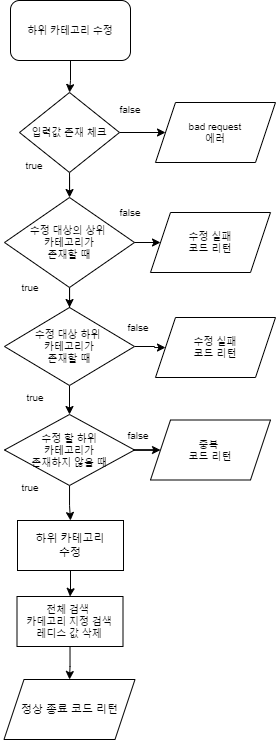 하위 카테고리 수정
false
입력값 존재 체크
bad request
에러
true
false
수정 대상의 상위
카테고리가
존재할 때
수정 실패
코드 리턴
true
false
수정 대상 하위
카테고리가
존재할 때
수정 실패
코드 리턴
true
수정 할 하위
카테고리가
존재하지 않을 때
false
중복
코드 리턴
true
하위 카테고리
수정
전체 검색
카데고리 지정 검색
레디스 값 삭제
정상 종료 코드 리턴